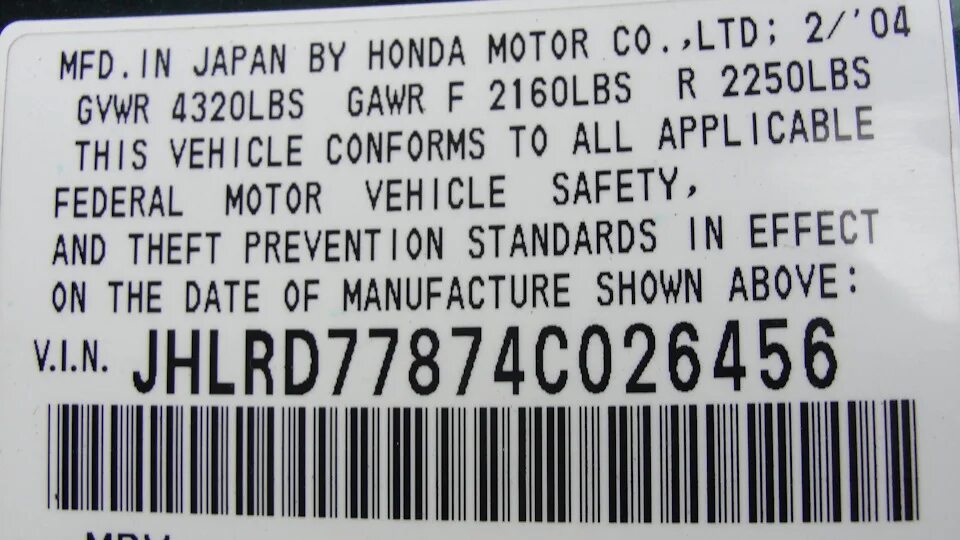 MFD. IN JAPAN BY HONDA MOTOR CO.,LTD; 2/'04
GVWR 4320LBS GAWR F 2160LBS R 2250LBS
THIS VEHICLE CONFORMS TO ALL APPLICABLE
FEDERAL MOTOR VEHICLE SAFETY,
AND THEFT PREVENTION STANDARDS IN EFFECT
ON THE DATE OF MANUFACTURE SHOWN ABOVE:
V.I.N. JHLRD77874C026456